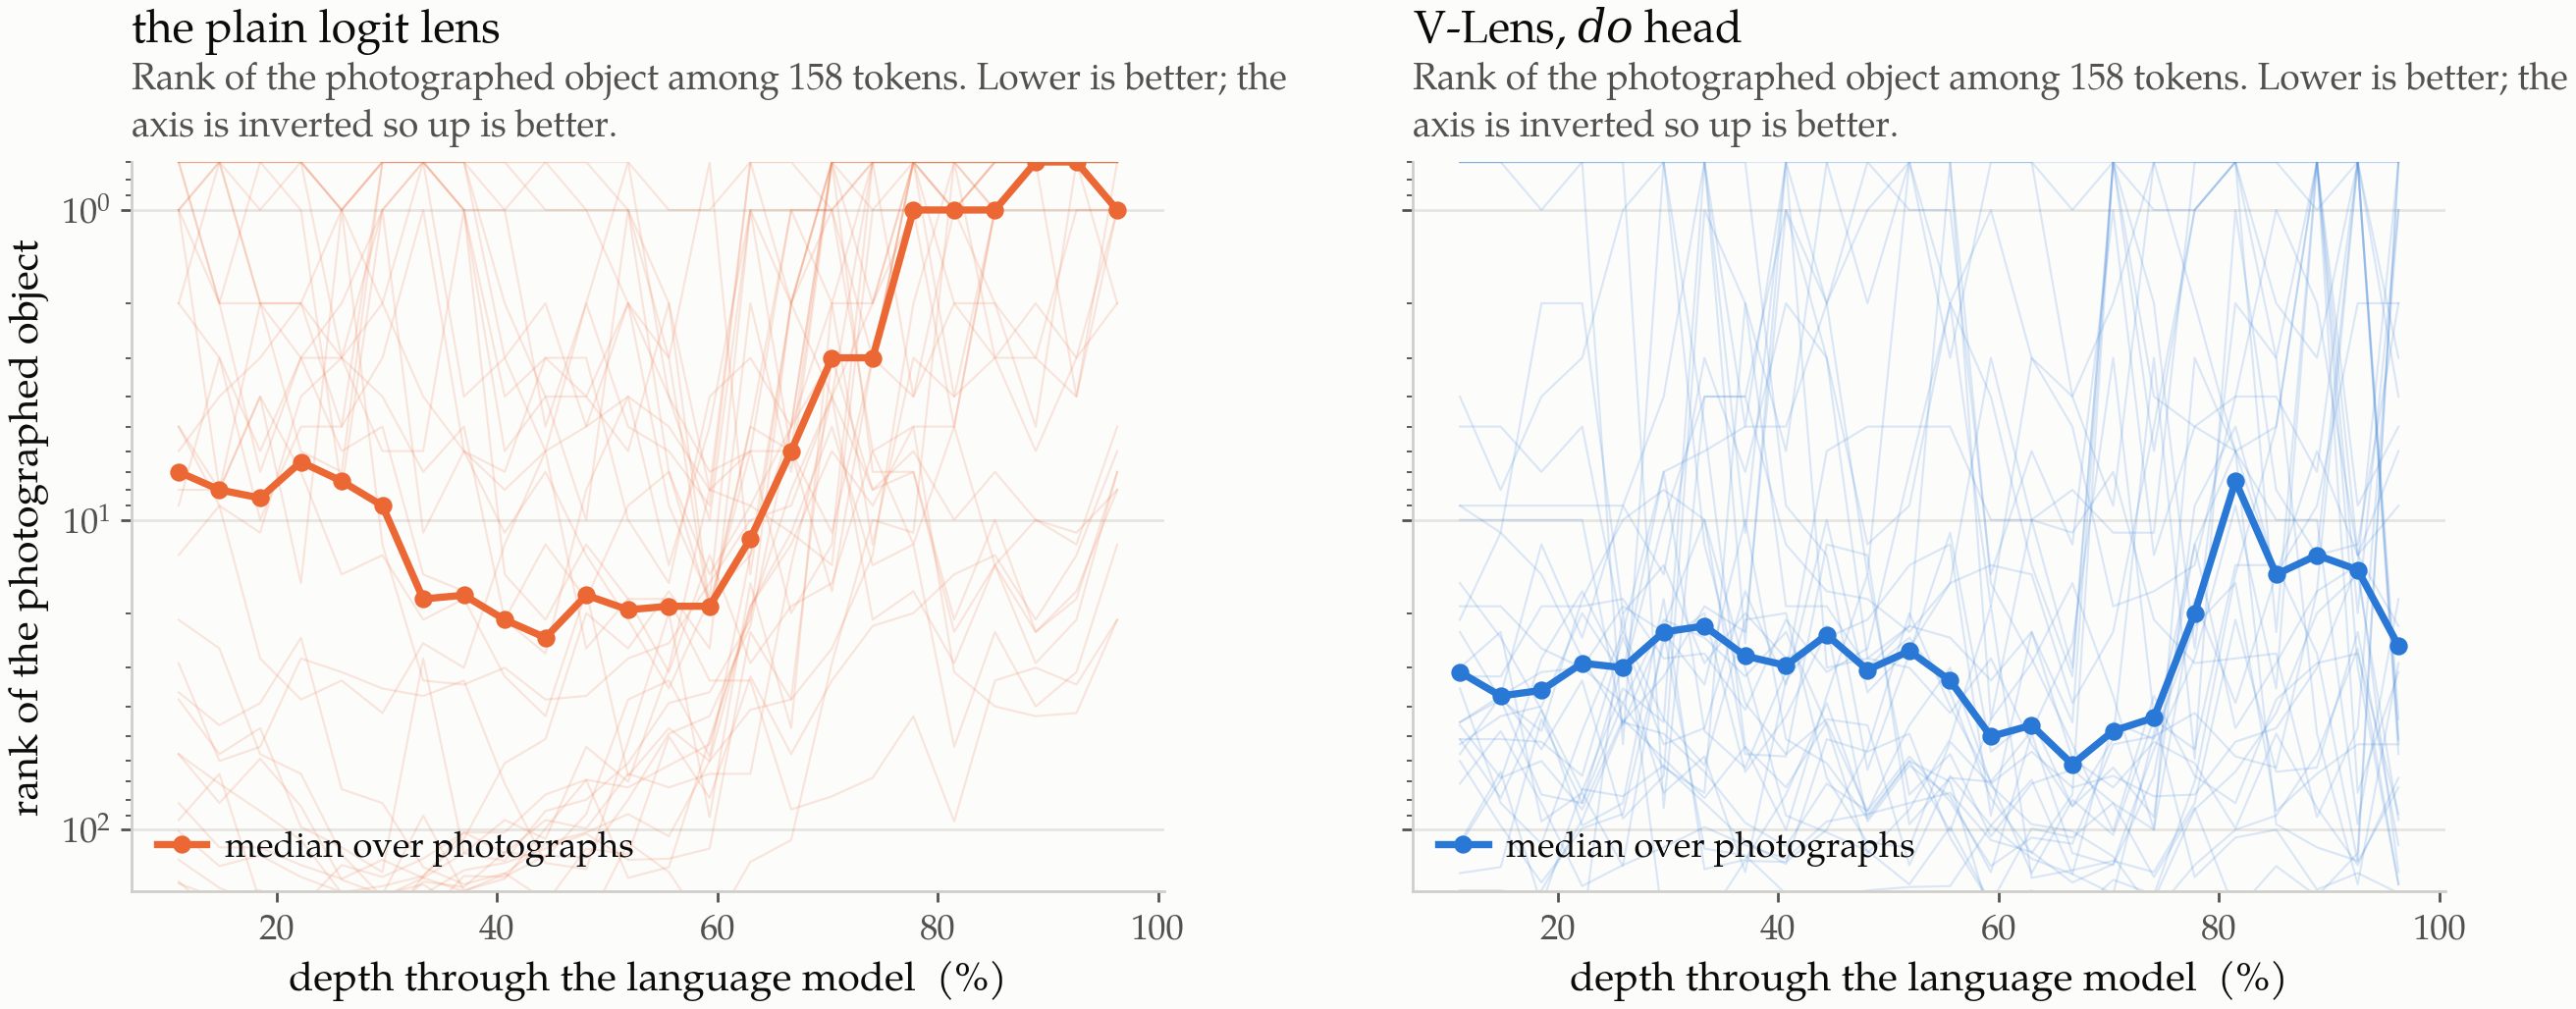 the plain logit lens
Rank of the photographed object among 158 tokens. Lower is better; the
axis is inverted so up is better.
rank of the photographed object
10⁰
10¹
10²
median over photographs
20 40 60 80 100
depth through the language model (%)
V-Lens, do head
Rank of the photographed object among 158 tokens. Lower is better; the
axis is inverted so up is better.
median over photographs
20 40 60 80 100
depth through the language model (%)